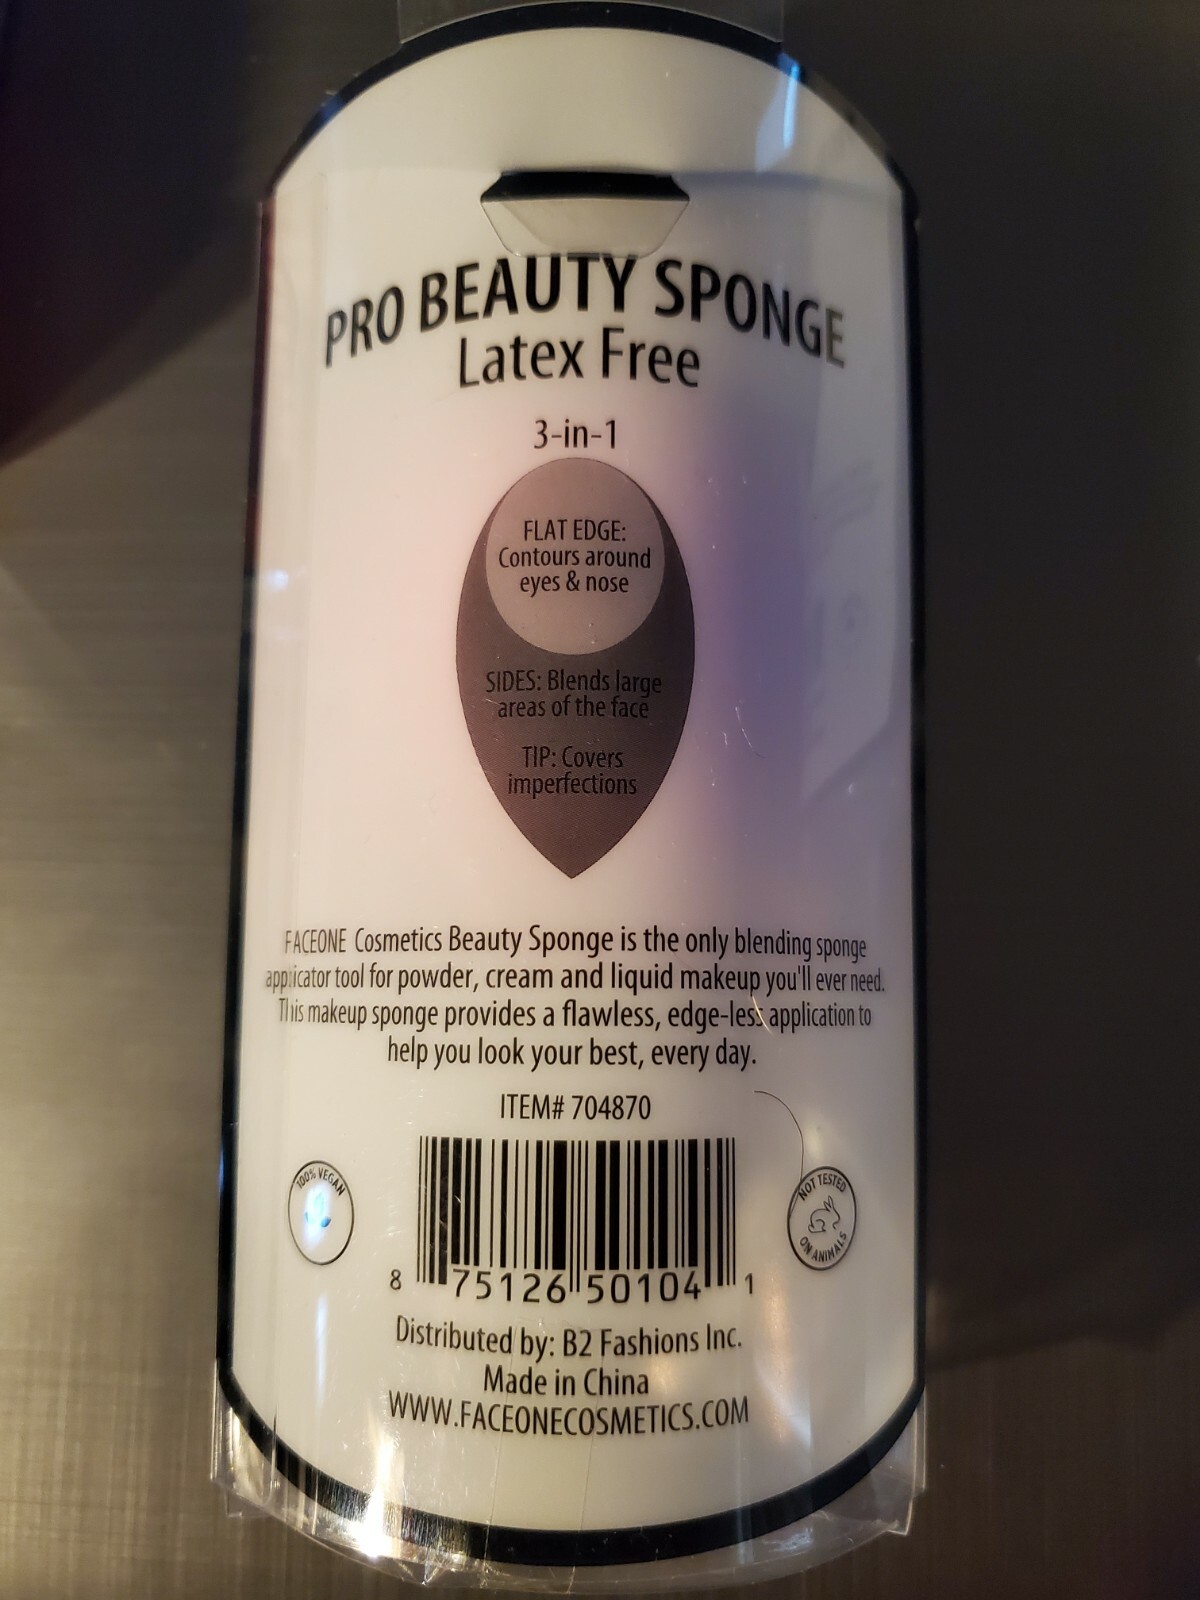 PRO BEAUTY SPONGE
Latex Free
3-in-1
FLAT EDGE:
Contours around
eyes & nose
SIDES: Blends large
areas of the face
TIP: Covers
imperfections
FACEONE Cosmetics Beauty Sponge is the only blending sponge
applicator tool for powder, cream and liquid makeup you'll ever need.
This makeup sponge provides a flawless, edge-less application to
help you look your best, every day.
ITEM# 704870
100% VEGAN
NOT TESTED
ON ANIMALS
8 75126 50104 1
Distributed by: B2 Fashions Inc.
Made in China
WWW.FACEONECOSMETICS.COM